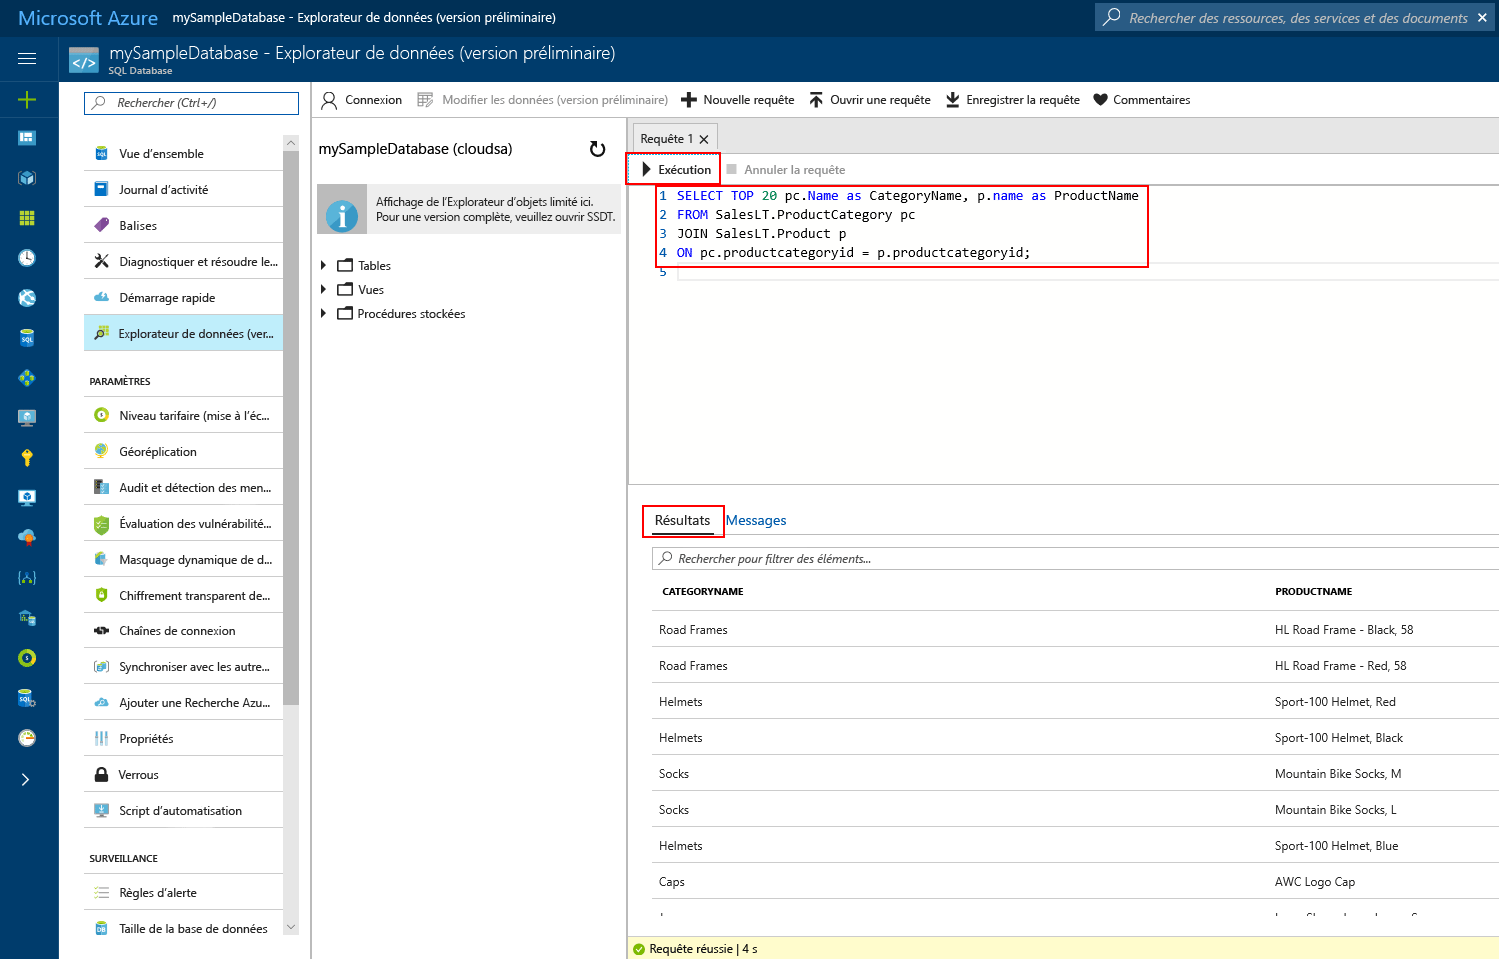 Microsoft Azure mySampleDatabase - Explorateur de données (version préliminaire)
Rechercher des ressources, des services et des documents
mySampleDatabase - Explorateur de données (version préliminaire)
SQL Database
Rechercher (Ctrl+/)
Vue d'ensemble
Journal d'activité
Balises
Diagnostiquer et résoudre le...
Démarrage rapide
Explorateur de données (ver...
PARAMÈTRES
Niveau tarifaire (mise à l'éc...
Géoréplication
Audit et détection des men...
Évaluation des vulnérabilité...
Masquage dynamique de d...
Chiffrement transparent de...
Chaînes de connexion
Synchroniser avec les autre...
Ajouter une Recherche Azu...
Propriétés
Verrous
Script d'automatisation
SURVEILLANCE
Règles d'alerte
Taille de la base de données
Connexion Modifier les données (version préliminaire) Nouvelle requête Ouvrir une requête Enregistrer la requête Commentaires
mySampleDatabase (cloudsa)
Affichage de l'Explorateur d'objets limité ici.
Pour une version complète, veuillez ouvrir SSDT.
Tables
Vues
Procédures stockées
Requête 1
Exécution Annuler la requête
1 SELECT TOP 20 pc.Name as CategoryName, p.name as ProductName
2 FROM SalesLT.ProductCategory pc
3 JOIN SalesLT.Product p
4 ON pc.productcategoryid = p.productcategoryid;
5
Résultats Messages
Rechercher pour filtrer des éléments...
CATEGORYNAME PRODUCTNAME
Road Frames HL Road Frame - Black, 58
Road Frames HL Road Frame - Red, 58
Helmets Sport-100 Helmet, Red
Helmets Sport-100 Helmet, Black
Socks Mountain Bike Socks, M
Socks Mountain Bike Socks, L
Helmets Sport-100 Helmet, Blue
Caps AWC Logo Cap
Requête réussie | 4 s